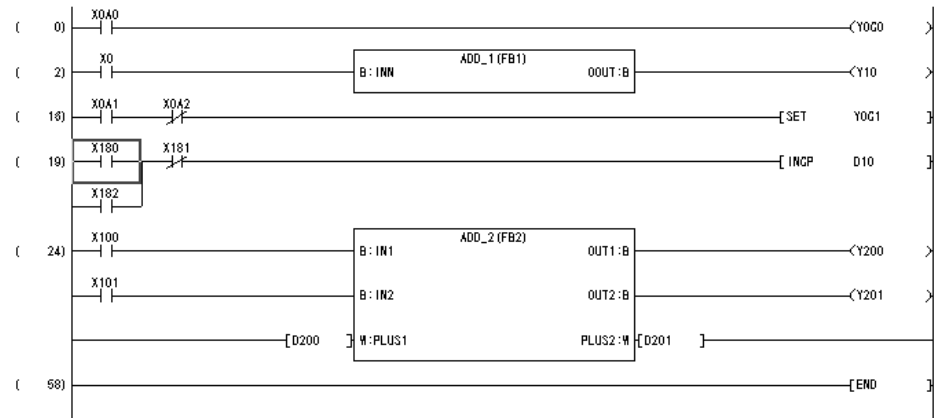 X0A0
( 0) (Y0G0 )
X0 ADD_1(FB1)
( 2) B:INN OOUT:B (Y10 )
X0A1 X0A2
( 16) [SET Y0G1 ]
X180 X181
( 19) [ INCP D10 ]
X182
X100 ADD_2(FB2)
( 24) B:IN1 OUT1:B (Y200 )
X101
B:IN2 OUT2:B (Y201 )
[D200 ] W:PLUS1 PLUS2:W [D201 ]
( 58) [END ]